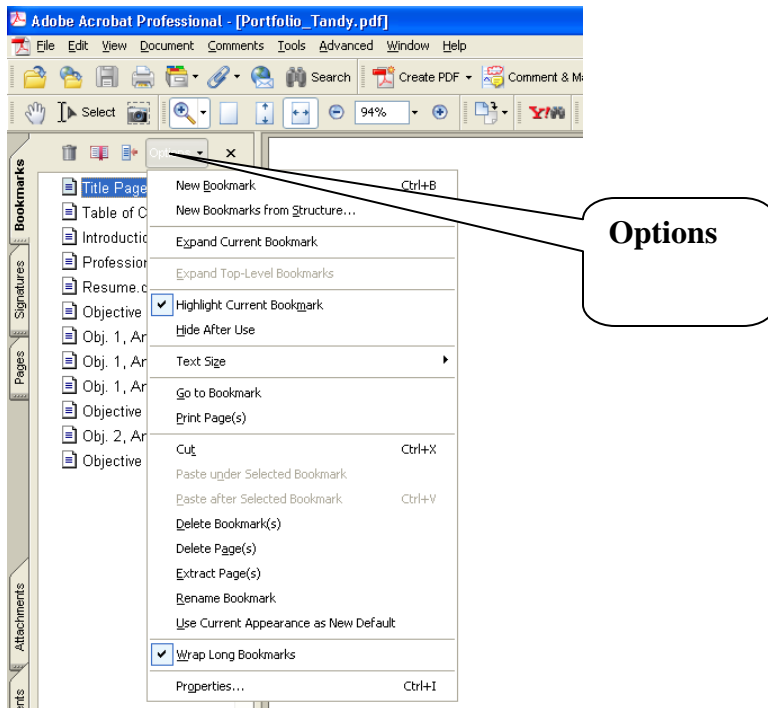 Adobe Acrobat Professional - [Portfolio_Tandy.pdf]
File Edit View Document Comments Tools Advanced Window Help
Search Create PDF Comment & M
Select 94% Y!
Options
Bookmarks
Signatures
Pages
Attachments
Title Page
Table of C
Introductio
Profession
Resume.c
Objective
Obj. 1, Ar
Obj. 1, Ar
Obj. 1, Ar
Objective
Obj. 2, Ar
Objective
New Bookmark Ctrl+B
New Bookmarks from Structure...
Expand Current Bookmark
Expand Top-Level Bookmarks
Highlight Current Bookmark
Hide After Use
Text Size
Go to Bookmark
Print Page(s)
Cut Ctrl+X
Paste under Selected Bookmark
Paste after Selected Bookmark Ctrl+V
Delete Bookmark(s)
Delete Page(s)
Extract Page(s)
Rename Bookmark
Use Current Appearance as New Default
Wrap Long Bookmarks
Properties... Ctrl+I
Options